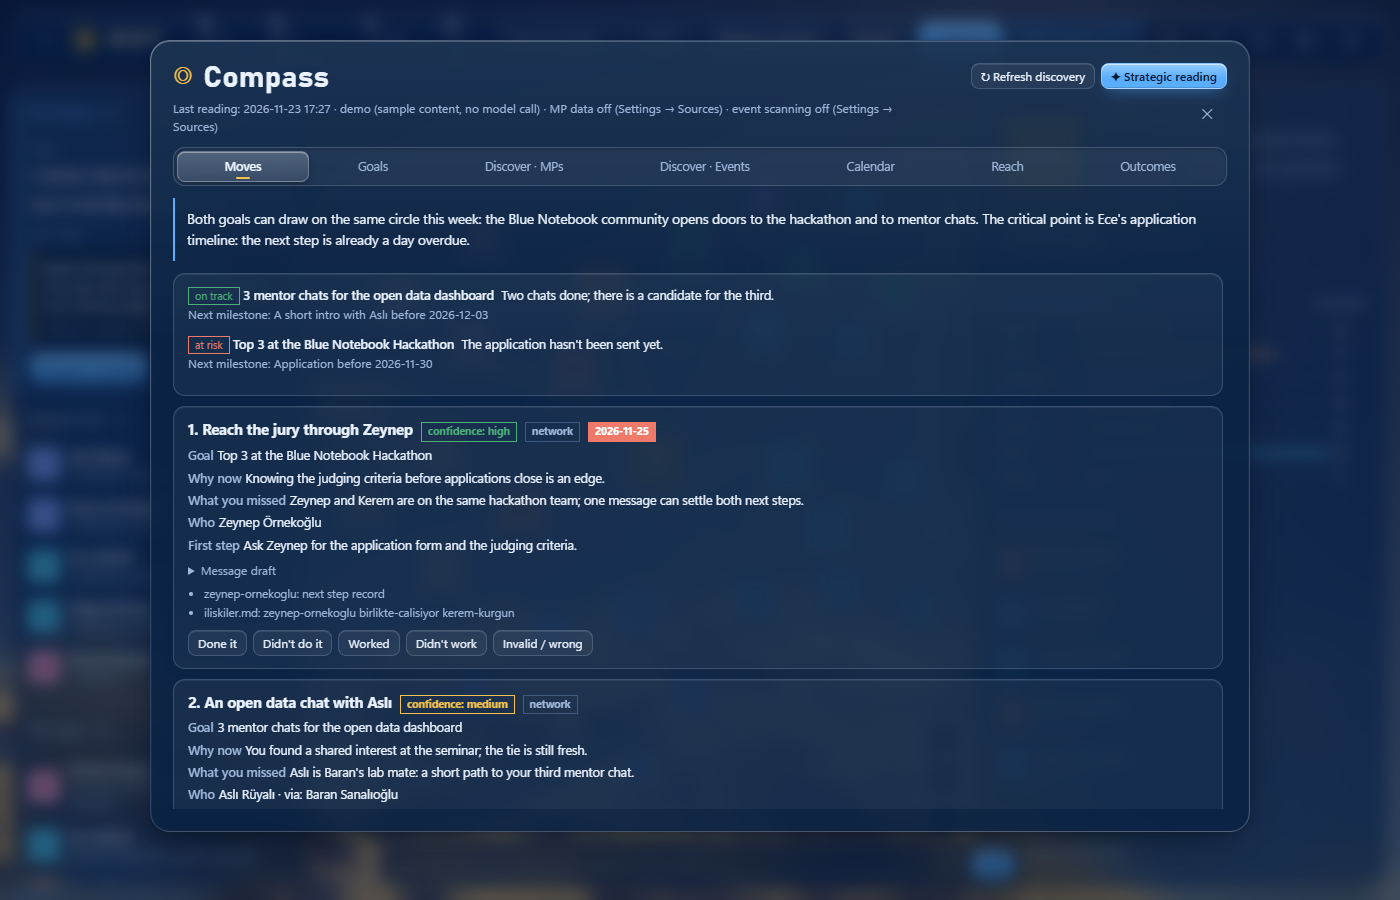 Compass
↻ Refresh discovery
✦ Strategic reading
Last reading: 2026-11-23 17:27 · demo (sample content, no model call) · MP data off (Settings → Sources) · event scanning off (Settings →
Sources)
Moves
Goals
Discover · MPs
Discover · Events
Calendar
Reach
Outcomes
Both goals can draw on the same circle this week: the Blue Notebook community opens doors to the hackathon and to mentor chats. The critical point is Ece's application
timeline: the next step is already a day overdue.
on track 3 mentor chats for the open data dashboard Two chats done; there is a candidate for the third.
Next milestone: A short intro with Aslı before 2026-12-03
at risk Top 3 at the Blue Notebook Hackathon The application hasn't been sent yet.
Next milestone: Application before 2026-11-30
1. Reach the jury through Zeynep confidence: high network 2026-11-25
Goal Top 3 at the Blue Notebook Hackathon
Why now Knowing the judging criteria before applications close is an edge.
What you missed Zeynep and Kerem are on the same hackathon team; one message can settle both next steps.
Who Zeynep Örnekoğlu
First step Ask Zeynep for the application form and the judging criteria.
▶ Message draft
• zeynep-ornekoglu: next step record
• iliskiler.md: zeynep-ornekoglu birlikte-calisiyor kerem-kurgun
Done it
Didn't do it
Worked
Didn't work
Invalid / wrong
2. An open data chat with Aslı confidence: medium network
Goal 3 mentor chats for the open data dashboard
Why now You found a shared interest at the seminar; the tie is still fresh.
What you missed Aslı is Baran's lab mate: a short path to your third mentor chat.
Who Aslı Rüyalı · via: Baran Sanalıoğlu